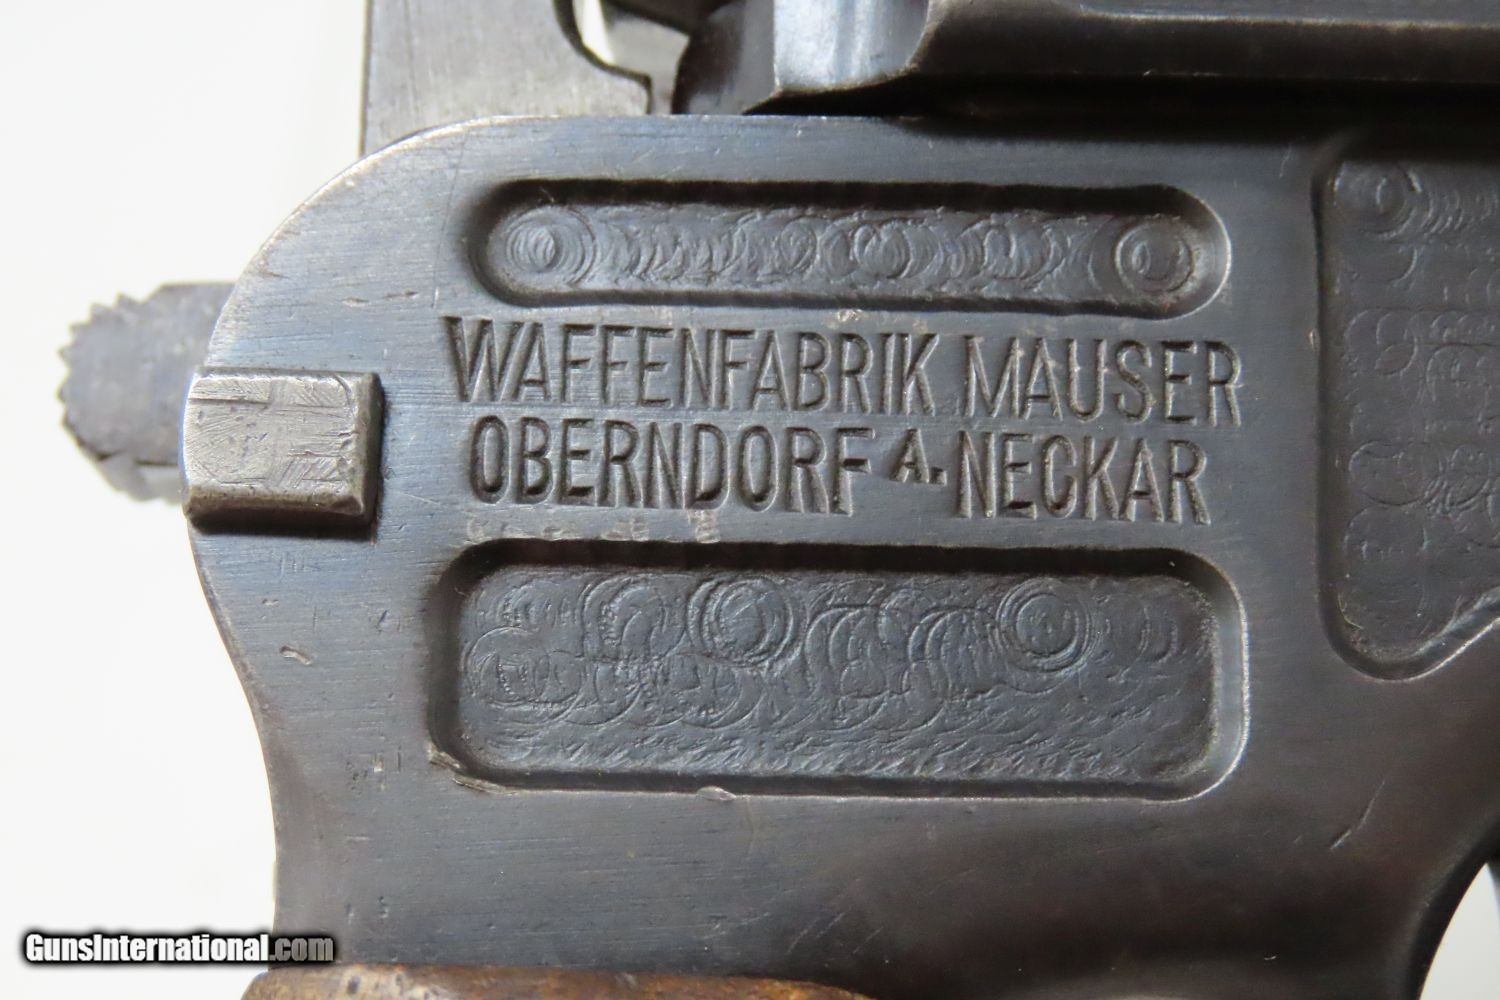 WAFFENFABRIK MAUSER
OBERNDORF A. NECKAR
GunsInternational.com